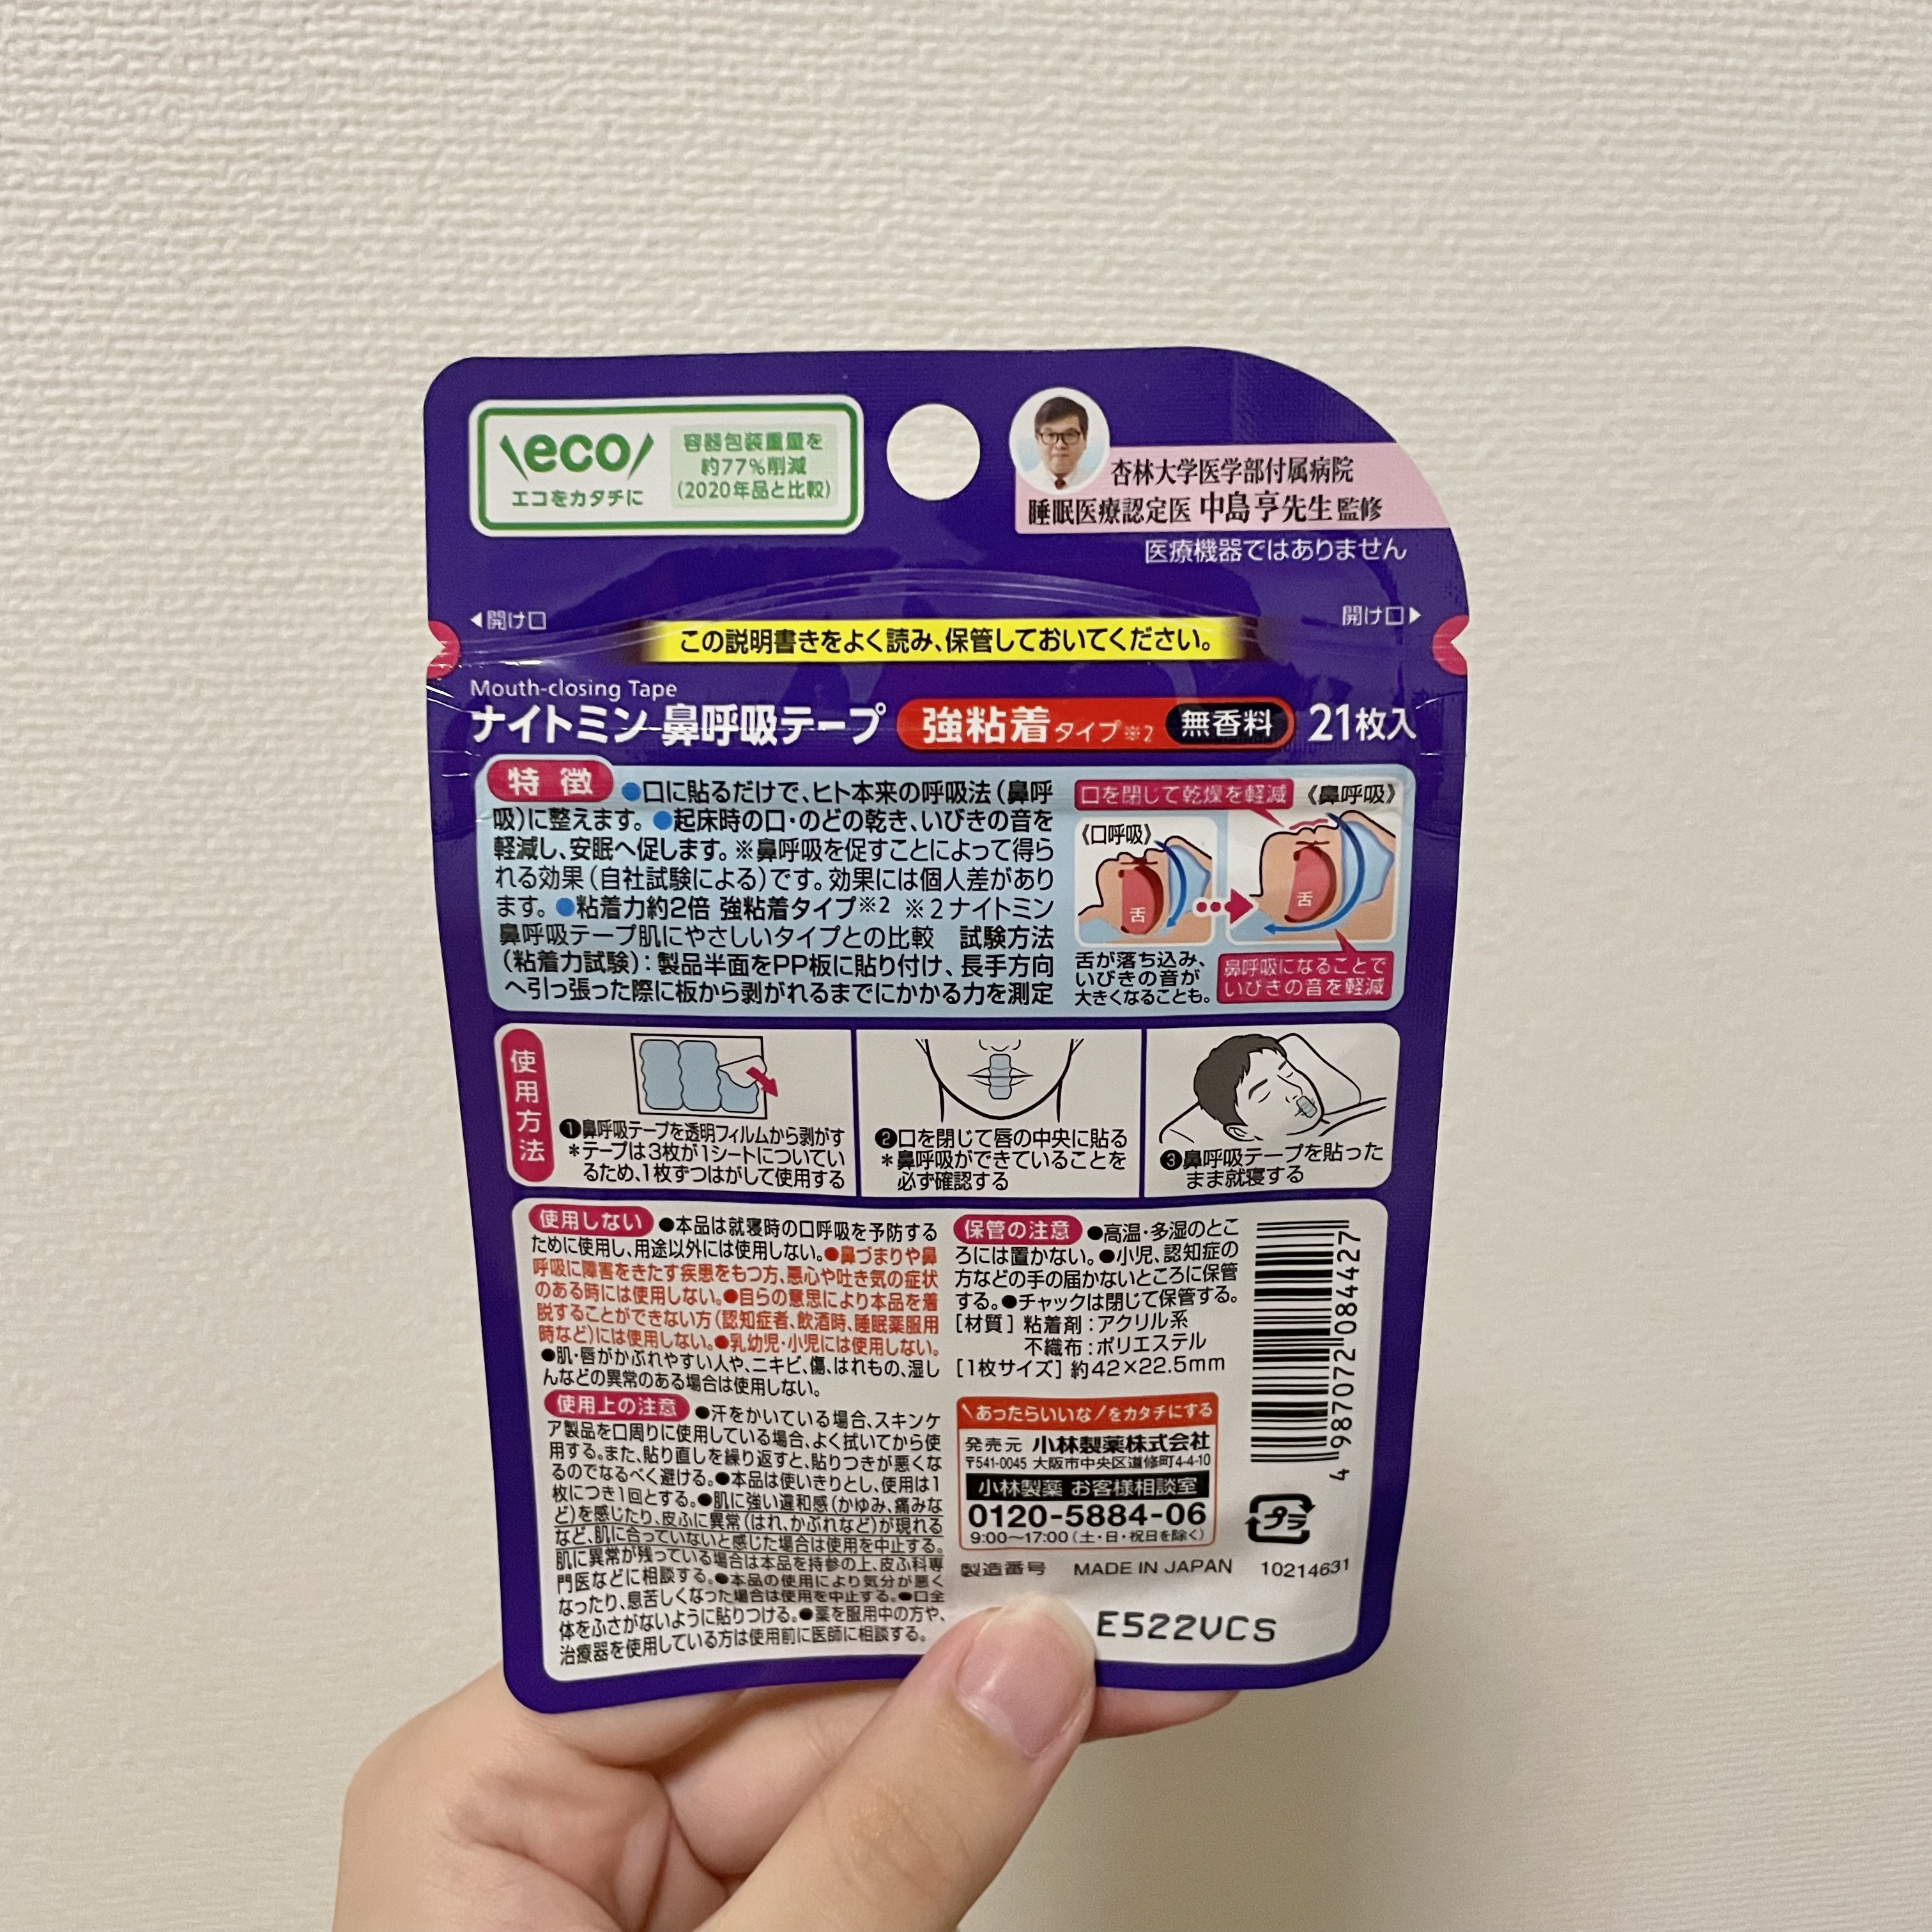 eco
エコをカタチに
容器包装重量を
約77%削減
(2020年品と比較)
杏林大学医学部付属病院
睡眠医療認定医 中島亨先生監修
医療機器ではありません
◀開け口
開け口▶
この説明書きをよく読み、保管しておいてください。
Mouth-closing Tape
ナイトミン 鼻呼吸テープ 強粘着タイプ※2 無香料 21枚入
特徴
●口に貼るだけで、ヒト本来の呼吸法(鼻呼
吸)に整えます。●起床時の口・のどの乾き、いびきの音を
軽減し、安眠へ促します。※鼻呼吸を促すことによって得ら
れる効果(自社試験による)です。効果には個人差があり
ます。●粘着力約2倍 強粘着タイプ※2 ※2ナイトミン
鼻呼吸テープ肌にやさしいタイプとの比較 試験方法
(粘着力試験):製品半面をPP板に貼り付け、長手方向
へ引っ張った際に板から剥がれるまでにかかる力を測定
口を閉じて乾燥を軽減
《鼻呼吸》
《口呼吸》
舌
舌
舌が落ち込み、
いびきの音が
大きくなることも。
鼻呼吸になることで
いびきの音を軽減
使用方法
❶鼻呼吸テープを透明フィルムから剥がす
＊テープは3枚が1シートについてい
るため、1枚ずつはがして使用する
❷口を閉じて唇の中央に貼る
＊鼻呼吸ができていることを
必ず確認する
❸鼻呼吸テープを貼った
まま就寝する
使用しない ●本品は就寝時の口呼吸を予防する
ために使用し、用途以外には使用しない。●鼻づまりや鼻
呼吸に障害をきたす疾患をもつ方、悪心や吐き気の症状
のある時には使用しない。●自らの意思により本品を着
脱することができない方(認知症者、飲酒時、睡眠薬服用
時など)には使用しない。●乳幼児・小児には使用しない。
●肌・唇がかぶれやすい人や、ニキビ、傷、はれもの、湿し
んなどの異常のある場合は使用しない。
使用上の注意 ●汗をかいている場合、スキンケ
ア製品を口周りに使用している場合、よく拭いてから使
用する。また、貼り直しを繰り返すと、貼りつきが悪くな
るのでなるべく避ける。●本品は使いきりとし、使用は1
枚につき1回とする。●肌に強い違和感(かゆみ、痛みな
ど)を感じたり、皮ふに異常(はれ、かぶれなど)が現れる
など、肌に合っていないと感じた場合は使用を中止する。
肌に異常が残っている場合は本品を持参の上、皮ふ科専
門医などに相談する。●本品の使用により気分が悪く
なったり、息苦しくなった場合は使用を中止する。●口全
体をふさがないように貼りつける。●薬を服用中の方や、
治療器を使用している方は使用前に医師に相談する。
保管の注意 ●高温・多湿のとこ
ろには置かない。●小児、認知症の
方などの手の届かないところに保管
する。●チャックは閉じて保管する。
[材質] 粘着剤:アクリル系
不織布:ポリエステル
[1枚サイズ] 約42×22.5mm
\あったらいいな/をカタチにする
発売元 小林製薬株式会社
〒541-0045 大阪市中央区道修町4-4-10
小林製薬 お客様相談室
0120-5884-06
9:00〜17:00(土・日・祝日を除く)
4 987072 084427
プラ
製造番号 MADE IN JAPAN 10214631
E522VCS